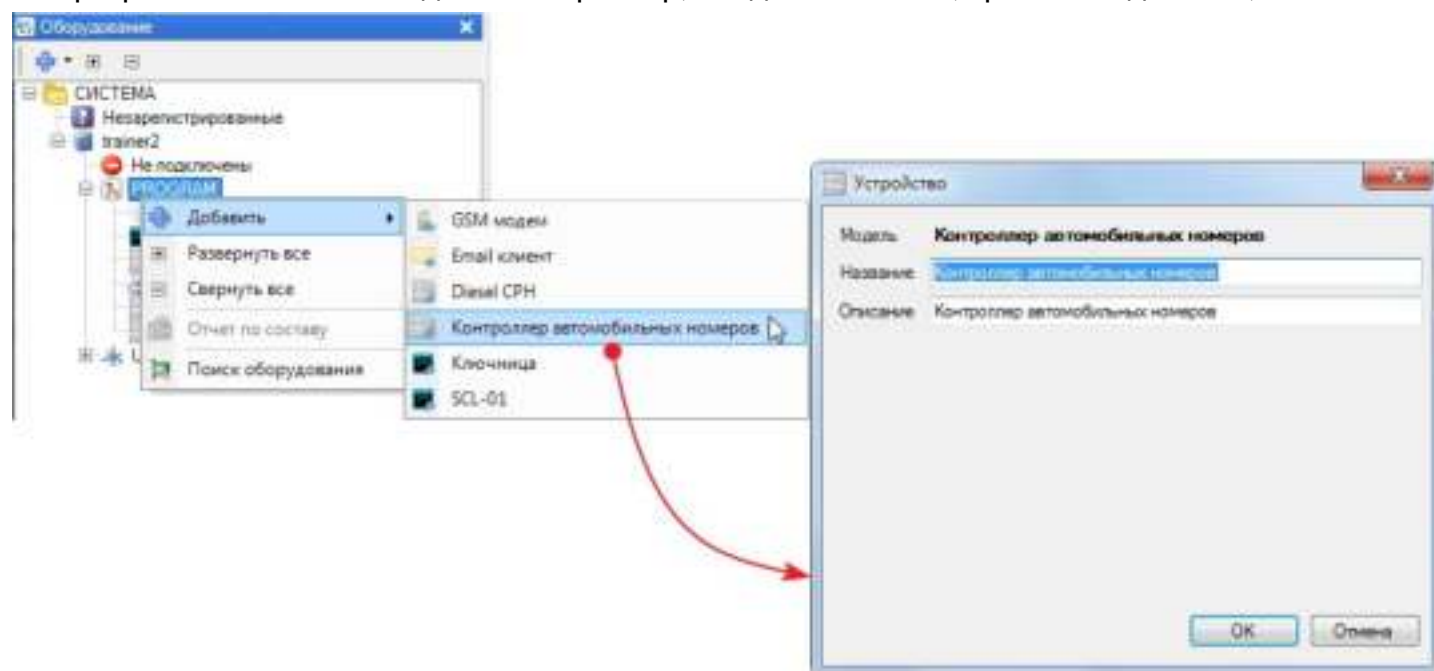 Оборудование
СИСТЕМА
Незарегистрированные
trainer2
Не подключены
PROGRAM
Добавить
Развернуть все
Свернуть все
Отчет по составу
Поиск оборудования
GSM модем
Email клиент
Diesel CPH
Контроллер автомобильных номеров
Ключница
SCL-01
Устройство
Модель Контроллер автомобильных номеров
Название Контроллер автомобильных номеров
Описание Контроллер автомобильных номеров
OK Отмена